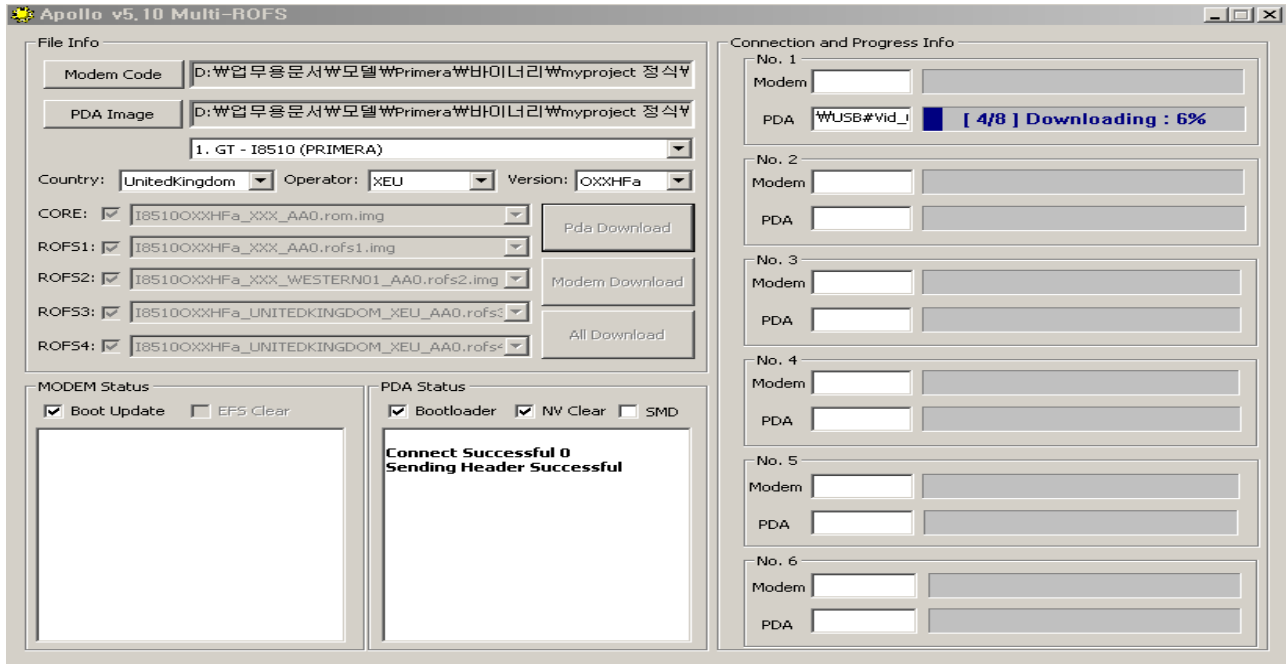 Apollo v5.10 Multi-ROFS
File Info
Modem Code D:₩업무용문서₩모델₩Primera₩바이너리₩myproject 정식₩
PDA Image D:₩업무용문서₩모델₩Primera₩바이너리₩myproject 정식₩
1. GT - I8510 (PRIMERA)
Country: UnitedKingdom Operator: XEU Version: OXXHFa
CORE: I8510OXXHFa_XXX_AA0.rom.img
ROFS1: I8510OXXHFa_XXX_AA0.rofs1.img
ROFS2: I8510OXXHFa_XXX_WESTERN01_AA0.rofs2.img
ROFS3: I8510OXXHFa_UNITEDKINGDOM_XEU_AA0.rofs3
ROFS4: I8510OXXHFa_UNITEDKINGDOM_XEU_AA0.rofs4
Pda Download
Modem Download
All Download
MODEM Status
Boot Update EFS Clear
PDA Status
Bootloader NV Clear SMD
Connect Successful 0
Sending Header Successful
Connection and Progress Info
No. 1
Modem
PDA ₩USB#Vid_ [ 4/8 ] Downloading : 6%
No. 2
Modem
PDA
No. 3
Modem
PDA
No. 4
Modem
PDA
No. 5
Modem
PDA
No. 6
Modem
PDA